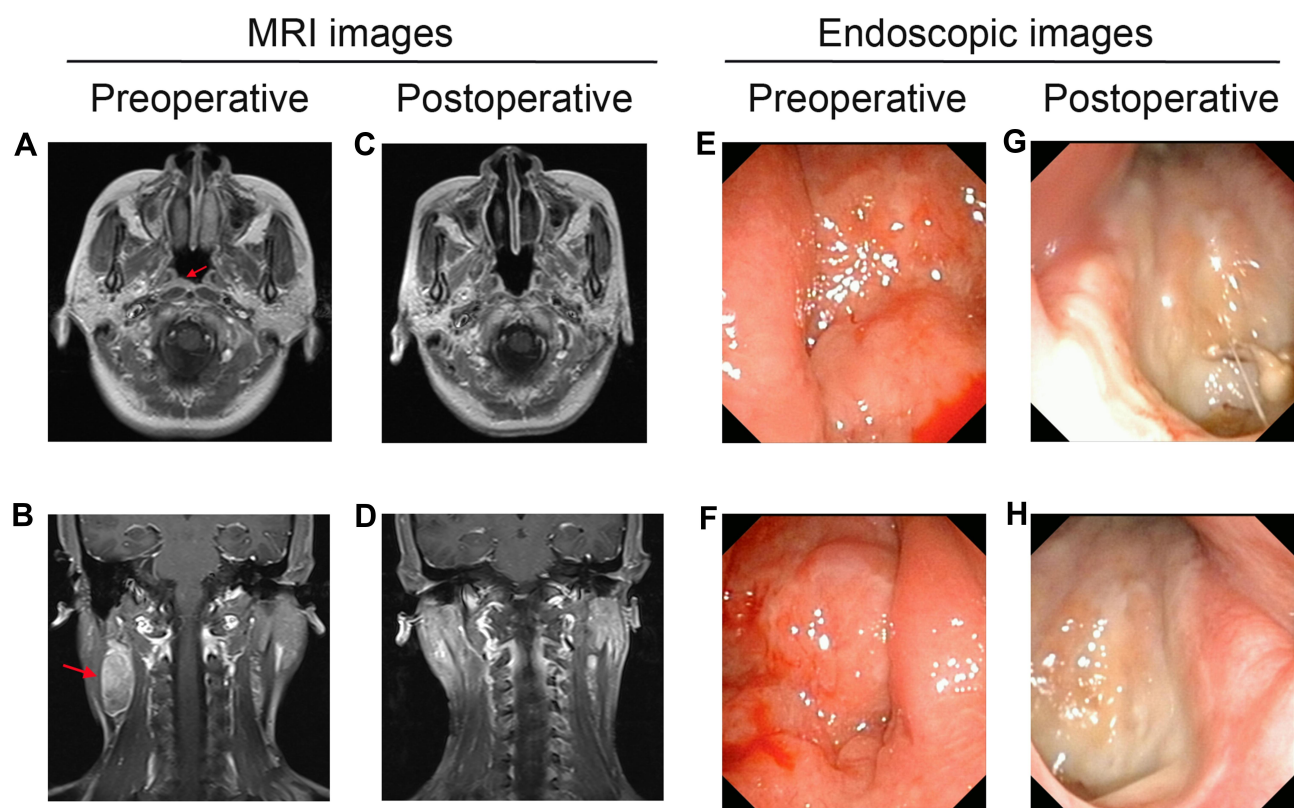 MRI images
Endoscopic images
Preoperative
Postoperative
Preoperative
Postoperative
A
C
E
G
B
D
F
H